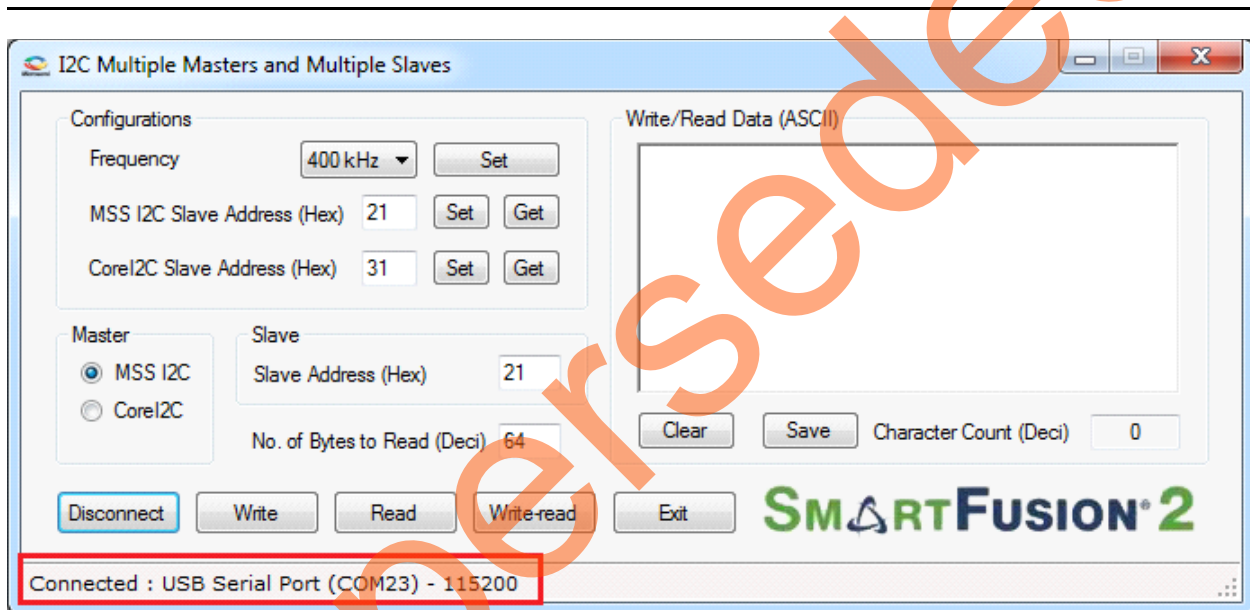 I2C Multiple Masters and Multiple Slaves
Configurations
Frequency 400 kHz Set
MSS I2C Slave Address (Hex) 21 Set Get
CoreI2C Slave Address (Hex) 31 Set Get
Master
MSS I2C
CoreI2C
Slave
Slave Address (Hex) 21
No. of Bytes to Read (Deci) 64
Write/Read Data (ASCII)
Clear Save Character Count (Deci) 0
Disconnect Write Read Write-read Exit
SMARTFUSION®2
Connected : USB Serial Port (COM23) - 115200
persede